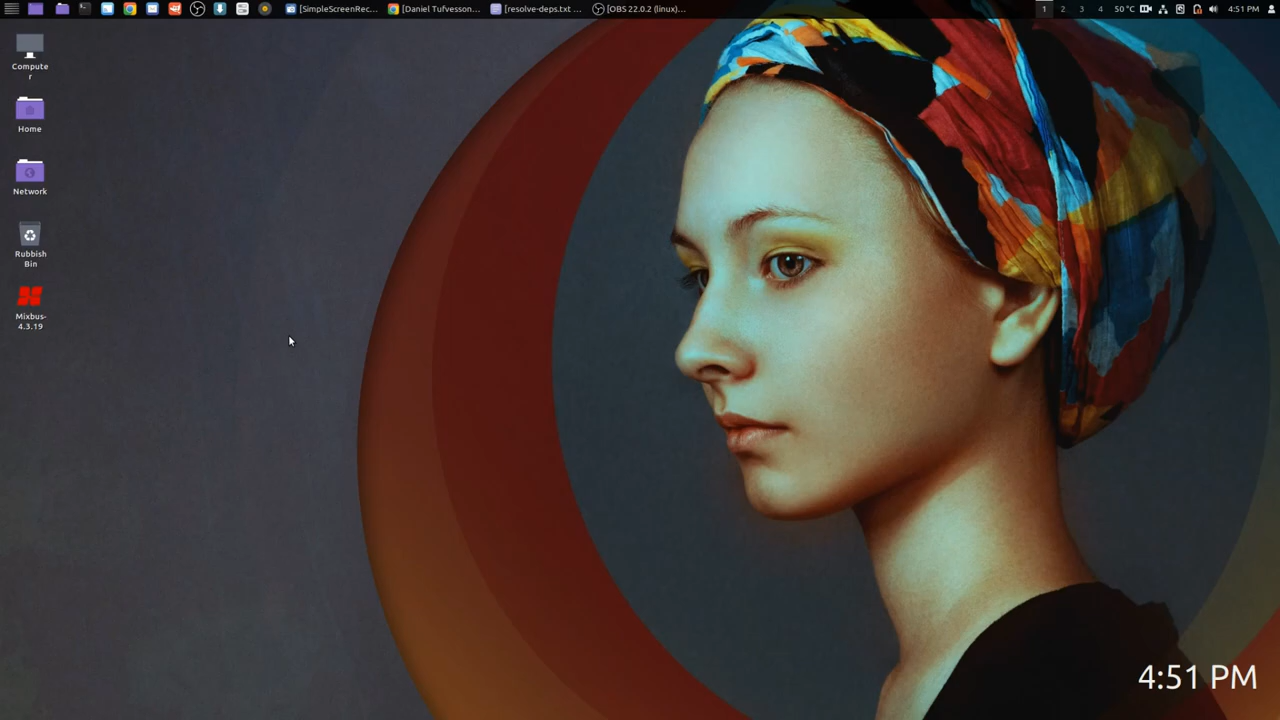 [SimpleScreenRec...
[Daniel Tufvesson...
[resolve-deps.txt ...
[OBS 22.0.2 (linux)...
1 2 3 4 50°C 4:51 PM
Compute
r
Home
Network
Rubbish
Bin
Mixbus-
4.3.19
4:51 PM